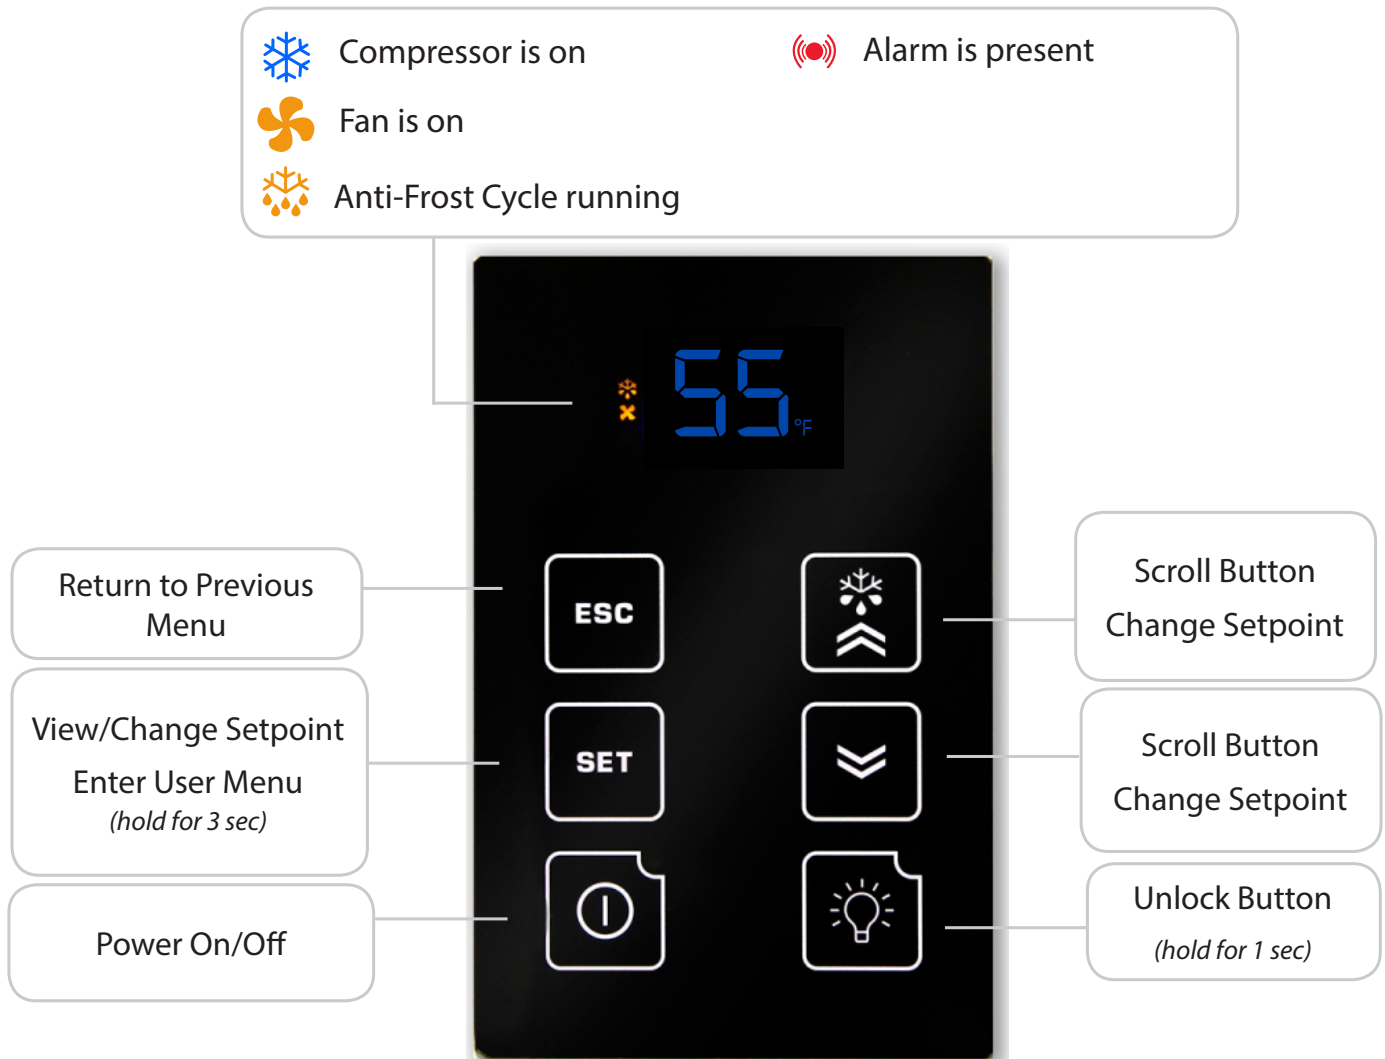 Compressor is on
Alarm is present
Fan is on
Anti-Frost Cycle running
55 °F
Return to Previous
Menu
ESC
Scroll Button
Change Setpoint
View/Change Setpoint
Enter User Menu
(hold for 3 sec)
SET
Scroll Button
Change Setpoint
Power On/Off
Unlock Button
(hold for 1 sec)